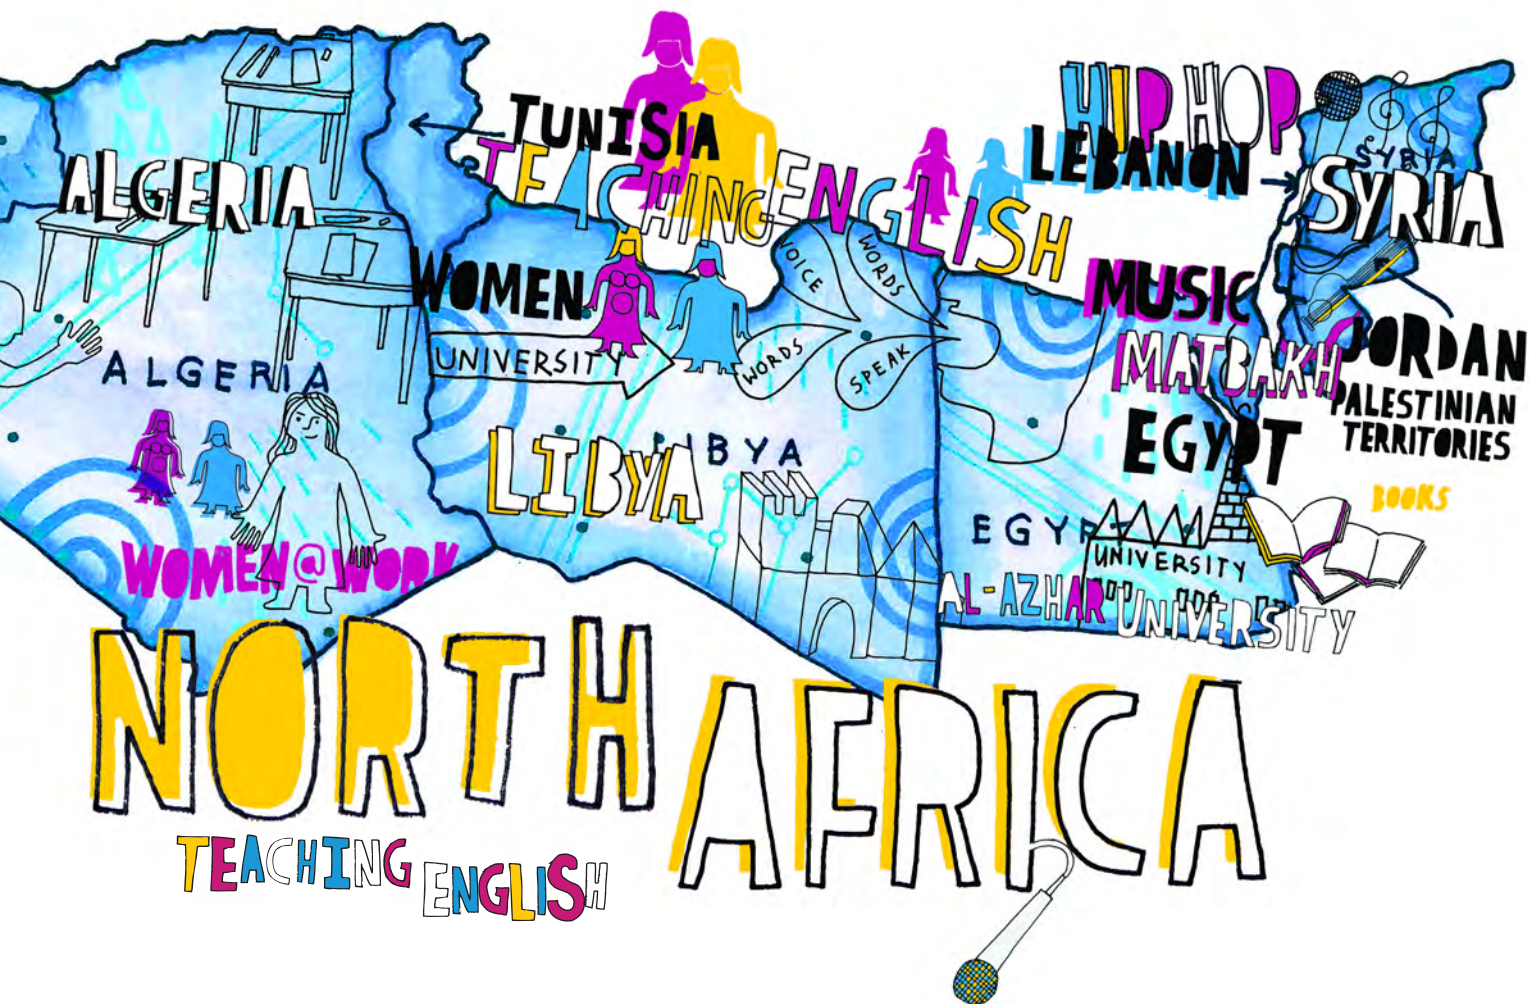 HIP HOP
TUNISIA
LEBANON
SYRIA
SYRIA
TEACHING ENGLISH
ALGERIA
WOMEN
VOICE
WORDS
MUSIC
UNIVERSITY
WORDS
SPEAK
MATBAKH
JORDAN
PALESTINIAN
TERRITORIES
ALGERIA
EGYPT
LIBYA
LIBYA
BOOKS
EGYPT
UNIVERSITY
WOMEN@WORK
AL-AZHAR UNIVERSITY
NORTH AFRICA
TEACHING ENGLISH